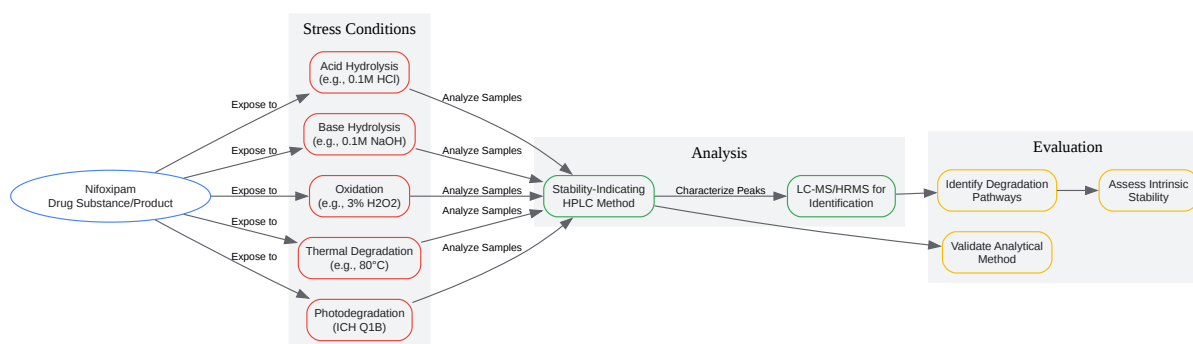 Stress Conditions
Acid Hydrolysis
(e.g., 0.1M HCl)
Expose to
Analyze Samples
Base Hydrolysis
(e.g., 0.1M NaOH)
Expose to
Analyze Samples
Analysis
Evaluation
Nifoxipam
Drug Substance/Product
Expose to
Oxidation
(e.g., 3% H2O2)
Analyze Samples
Stability-Indicating
HPLC Method
Characterize Peaks
LC-MS/HRMS for
Identification
Identify Degradation
Pathways
Assess Intrinsic
Stability
Expose to
Thermal Degradation
(e.g., 80°C)
Analyze Samples
Validate Analytical
Method
Expose to
Photodegradation
(ICH Q1B)
Analyze Samples